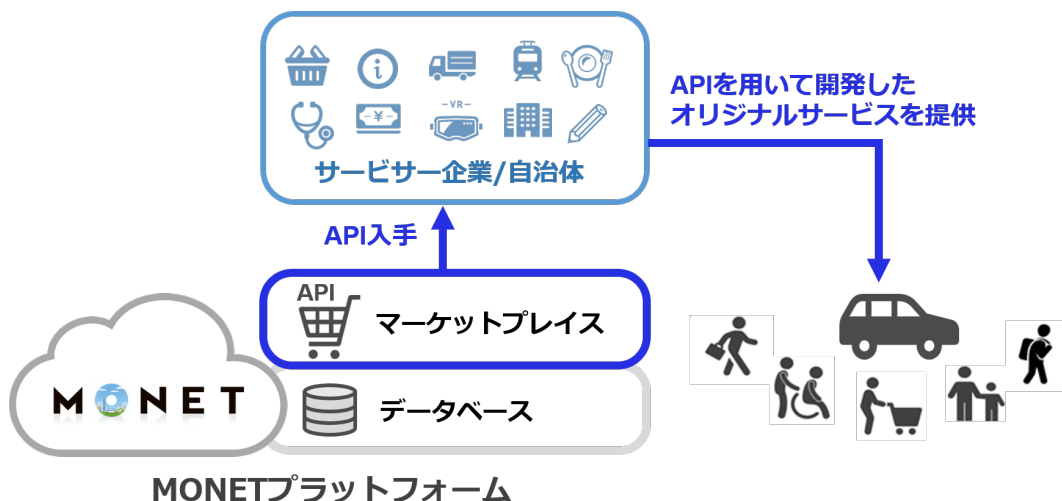 -VR-
¥
サービサー企業/自治体
APIを用いて開発した
オリジナルサービスを提供
API入手
API
マーケットプレイス
MONET
データベース
MONETプラットフォーム